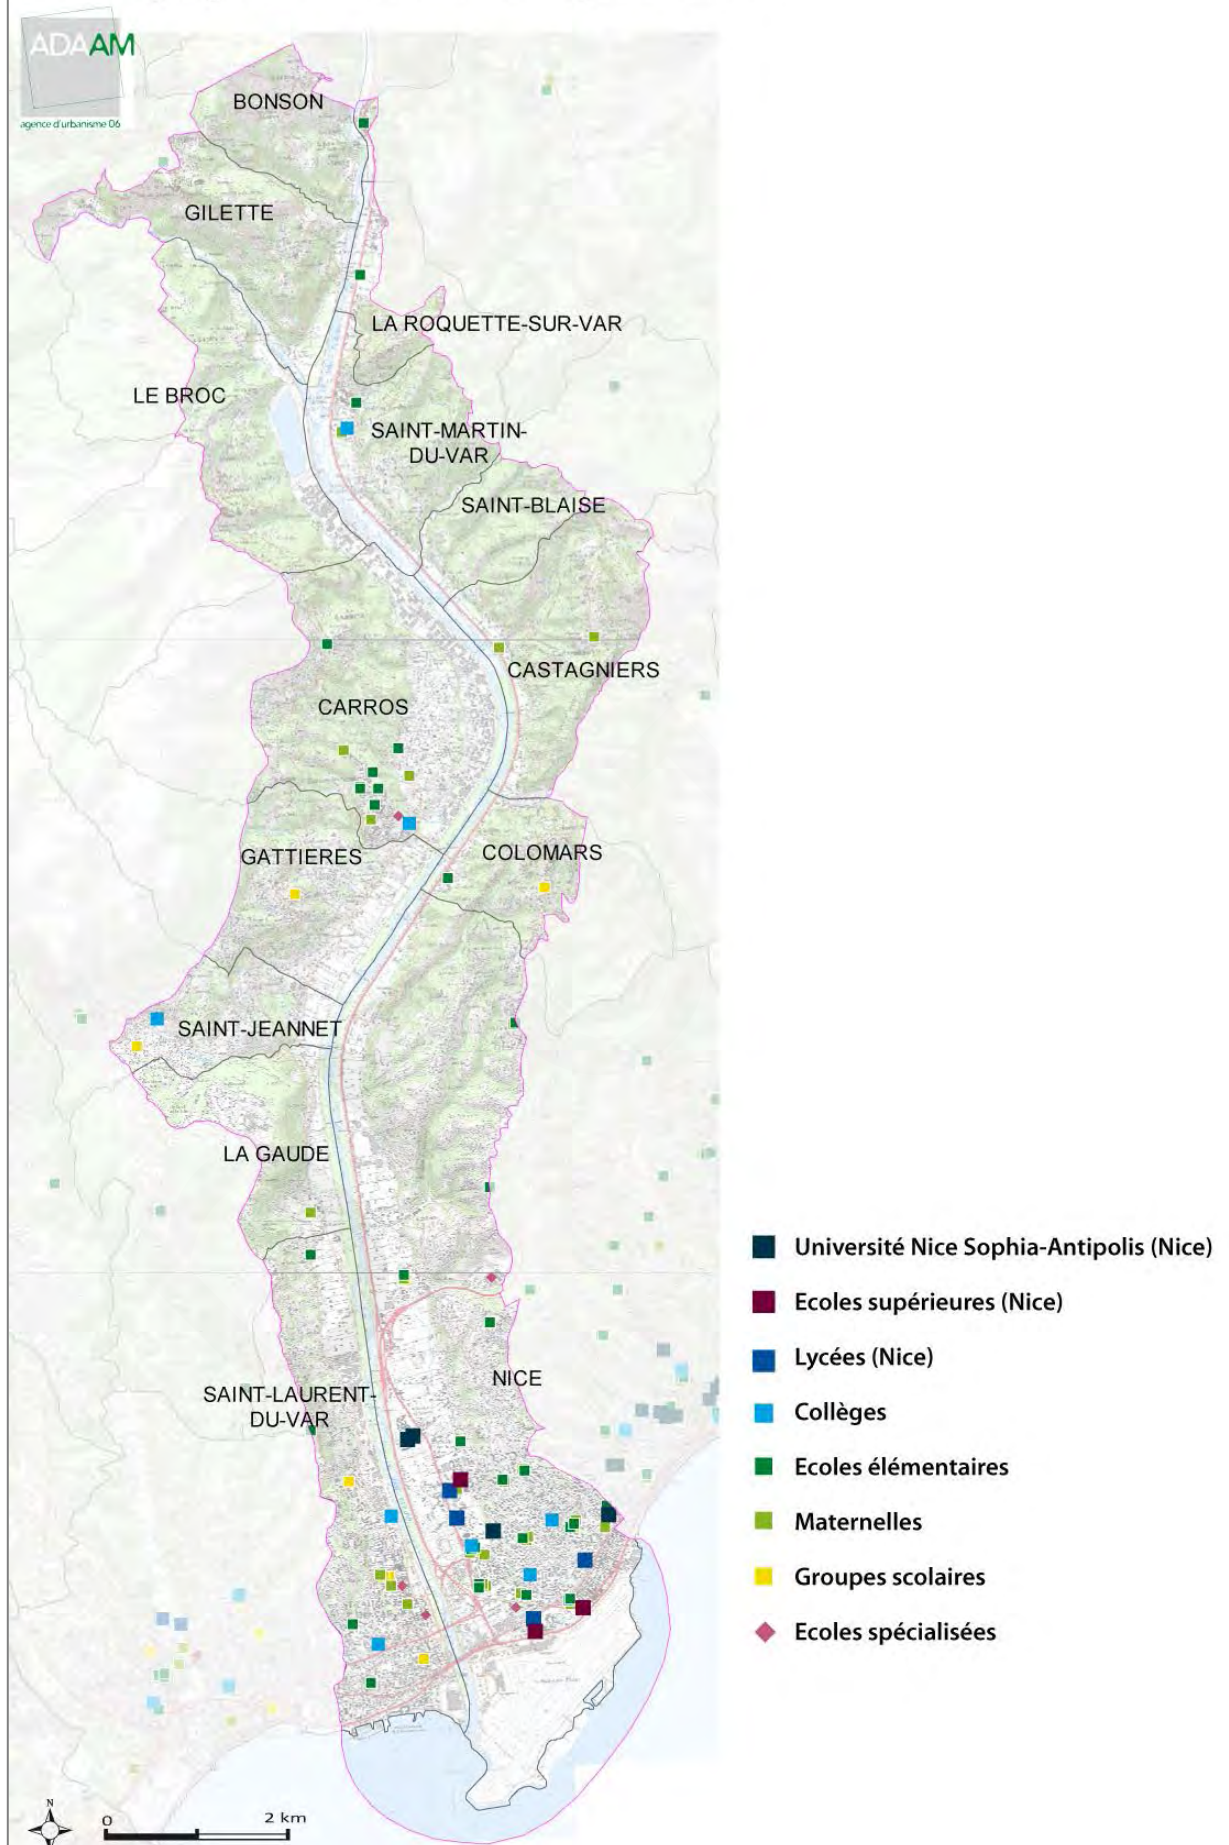 ADAAM
agence d'urbanisme 06
BONSON
GILETTE
LA ROQUETTE-SUR-VAR
LE BROC
SAINT-MARTIN-
DU-VAR
SAINT-BLAISE
CASTAGNIERS
CARROS
GATTIERES
COLOMARS
SAINT-JEANNET
LA GAUDE
NICE
SAINT-LAURENT-
DU-VAR
Université Nice Sophia-Antipolis (Nice)
Ecoles supérieures (Nice)
Lycées (Nice)
Collèges
Ecoles élémentaires
Maternelles
Groupes scolaires
Ecoles spécialisées
N
0 2 km